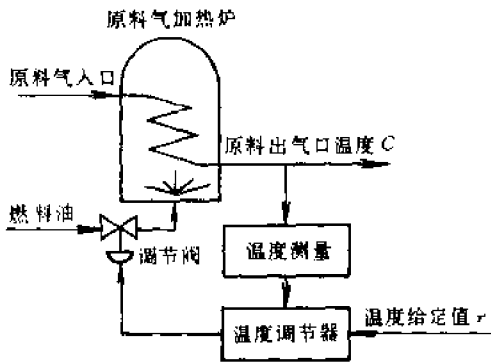 原料气加热炉
原料气入口
原料出气口温度 C
燃料油
调节阀
温度测量
温度调节器
温度给定值 r